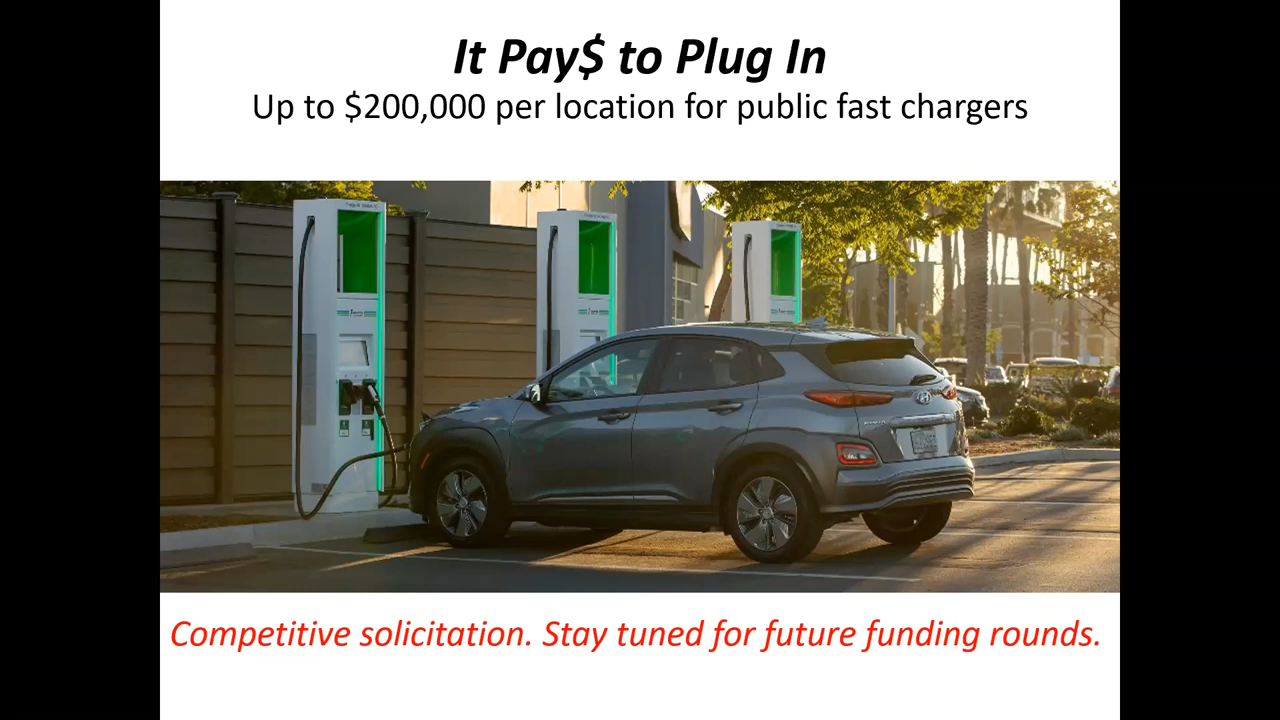 It Pay$ to Plug In
Up to $200,000 per location for public fast chargers
Competitive solicitation. Stay tuned for future funding rounds.